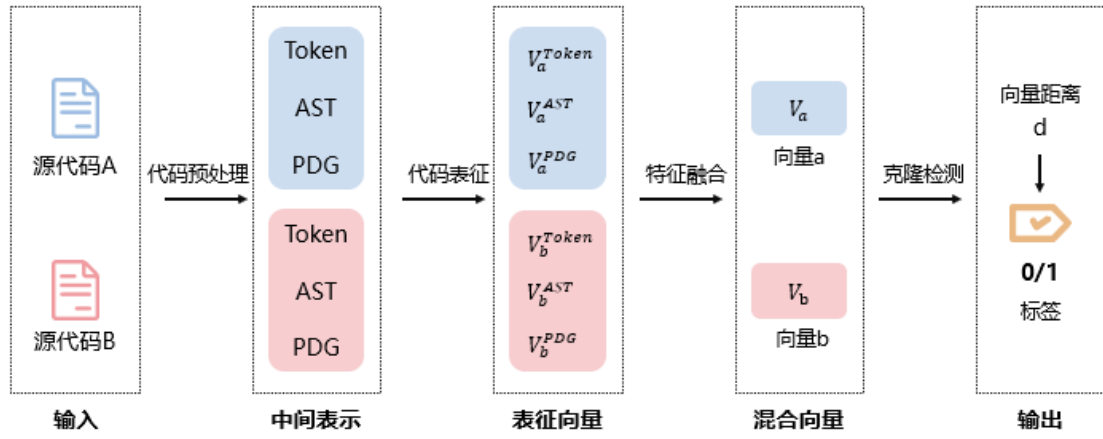 源代码A
源代码B
输入
代码预处理
Token
AST
PDG
Token
AST
PDG
中间表示
代码表征
V_a^{Token}
V_a^{AST}
V_a^{PDG}
V_b^{Token}
V_b^{AST}
V_b^{PDG}
表征向量
特征融合
V_a
向量a
V_b
向量b
混合向量
克隆检测
向量距离
d
0/1
标签
输出